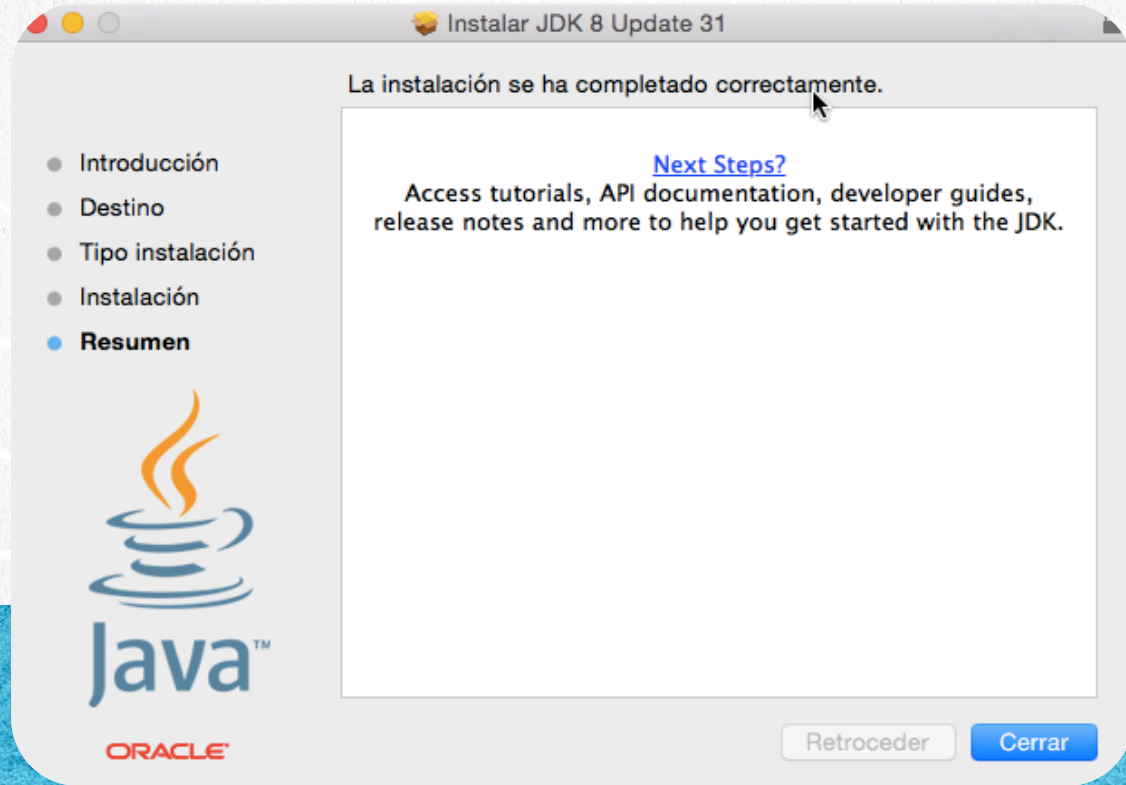 Instalar JDK 8 Update 31
La instalación se ha completado correctamente.
Introducción
Destino
Tipo instalación
Instalación
Resumen
Next Steps?
Access tutorials, API documentation, developer guides,
release notes and more to help you get started with the JDK.
Java™
ORACLE®
Retroceder
Cerrar